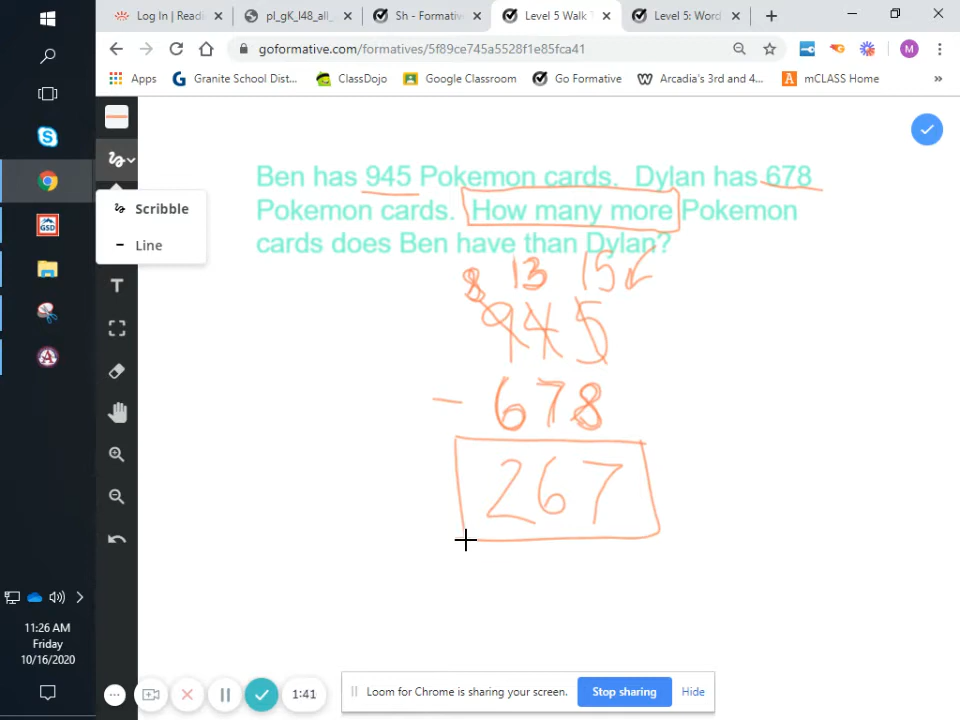 Log In | Readi
pl_gK_l48_all_
Sh - Formative
Level 5 Walk T
Level 5: Word
goformative.com/formatives/5f89ce745a5528f1e85fca41
M
Apps
Granite School Dist...
ClassDojo
Google Classroom
Go Formative
Arcadia's 3rd and 4...
mCLASS Home
»
Scribble
Line
T
GSD
Ben has 945 Pokemon cards. Dylan has 678
Pokemon cards. How many more Pokemon
cards does Ben have than Dylan?
8 13 15
945
- 678
267
11:26 AM
Friday
10/16/2020
1:41
Loom for Chrome is sharing your screen.
Stop sharing
Hide